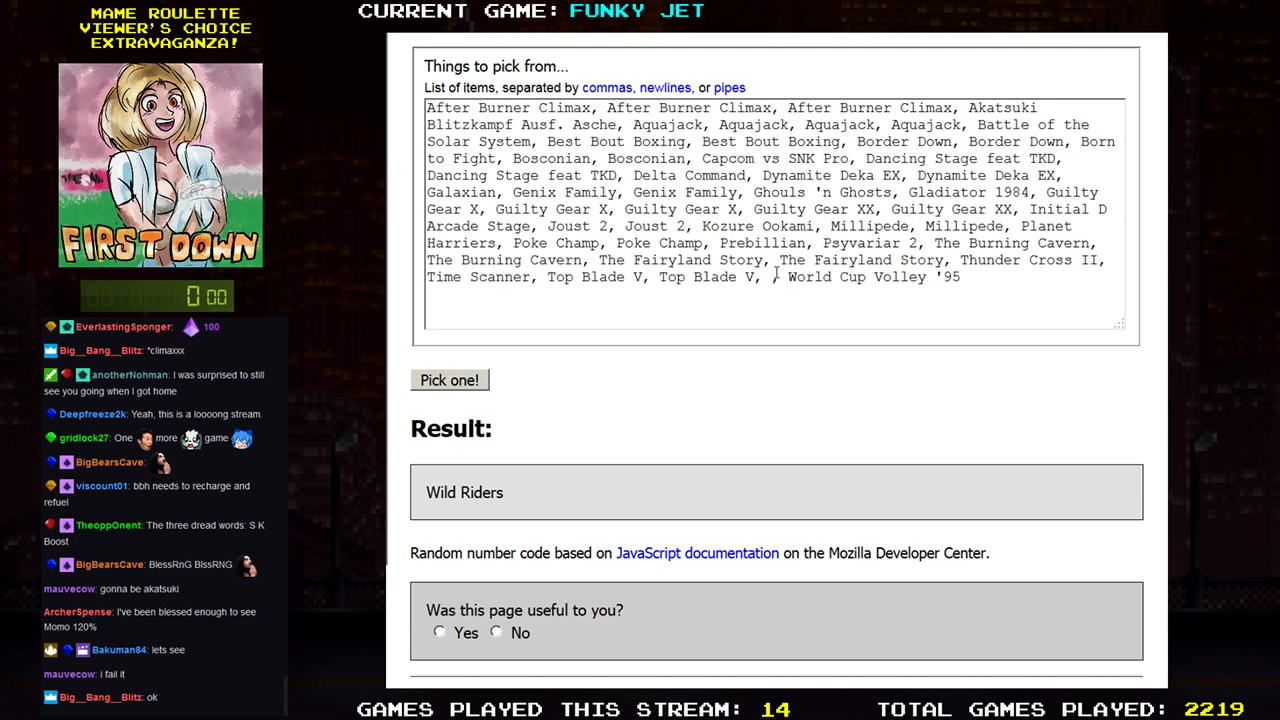 MAME ROULETTE
VIEWER'S CHOICE
EXTRAVAGANZA!
CURRENT GAME: FUNKY JET
FIRST DOWN
0 00
EverlastingSponger: 100
Big__Bang__Blitz: *climaxxx
anotherNohman: I was surprised to still
see you going when I got home
Deepfreeze2k: Yeah, this is a loooong stream.
gridlock27: One more game
BigBearsCave:
viscount01: bbh needs to recharge and
refuel
TheoppOnent: The three dread words: S K
Boost
BigBearsCave: BlessRnG BlssRNG
mauvecow: gonna be akatsuki
ArcherSpense: I've been blessed enough to see
Momo 120%
Bakuman84: lets see
mauvecow: i fail it
Big__Bang__Blitz: ok
Things to pick from...
List of items, separated by commas, newlines, or pipes
After Burner Climax, After Burner Climax, After Burner Climax, Akatsuki
Blitzkampf Ausf. Asche, Aquajack, Aquajack, Aquajack, Aquajack, Battle of the
Solar System, Best Bout Boxing, Best Bout Boxing, Border Down, Border Down, Born
to Fight, Bosconian, Bosconian, Capcom vs SNK Pro, Dancing Stage feat TKD,
Dancing Stage feat TKD, Delta Command, Dynamite Deka EX, Dynamite Deka EX,
Galaxian, Genix Family, Genix Family, Ghouls 'n Ghosts, Gladiator 1984, Guilty
Gear X, Guilty Gear X, Guilty Gear X, Guilty Gear XX, Guilty Gear XX, Initial D
Arcade Stage, Joust 2, Joust 2, Kozure Ookami, Millipede, Millipede, Planet
Harriers, Poke Champ, Poke Champ, Prebillian, Psyvariar 2, The Burning Cavern,
The Burning Cavern, The Fairyland Story, The Fairyland Story, Thunder Cross II,
Time Scanner, Top Blade V, Top Blade V, , World Cup Volley '95
Pick one!
Result:
Wild Riders
Random number code based on JavaScript documentation on the Mozilla Developer Center.
Was this page useful to you?
Yes No
GAMES PLAYED THIS STREAM: 14
TOTAL GAMES PLAYED: 2219